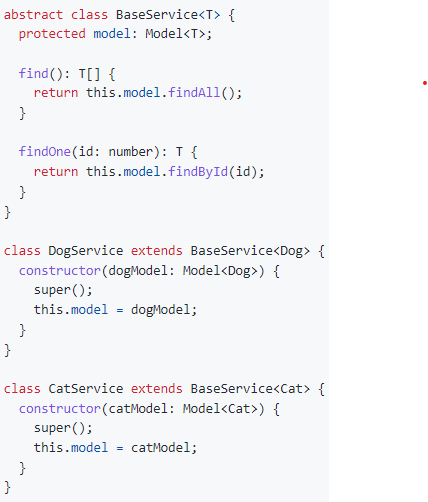 abstract class BaseService<T> {
  protected model: Model<T>;

  find(): T[] {
    return this.model.findAll();
  }

  findOne(id: number): T {
    return this.model.findById(id);
  }
}

class DogService extends BaseService<Dog> {
  constructor(dogModel: Model<Dog>) {
    super();
    this.model = dogModel;
  }
}

class CatService extends BaseService<Cat> {
  constructor(catModel: Model<Cat>) {
    super();
    this.model = catModel;
  }
}